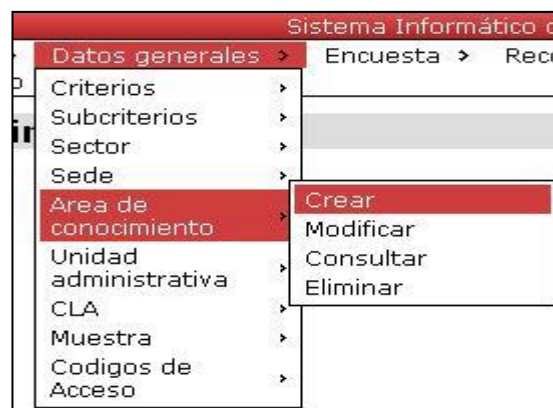 Sistema Informático
Datos generales
Encuesta
Criterios
Subcriterios
Sector
Sede
Area de
conocimiento
Crear
Modificar
Consultar
Eliminar
Unidad
administrativa
CLA
Muestra
Codigos de
Acceso